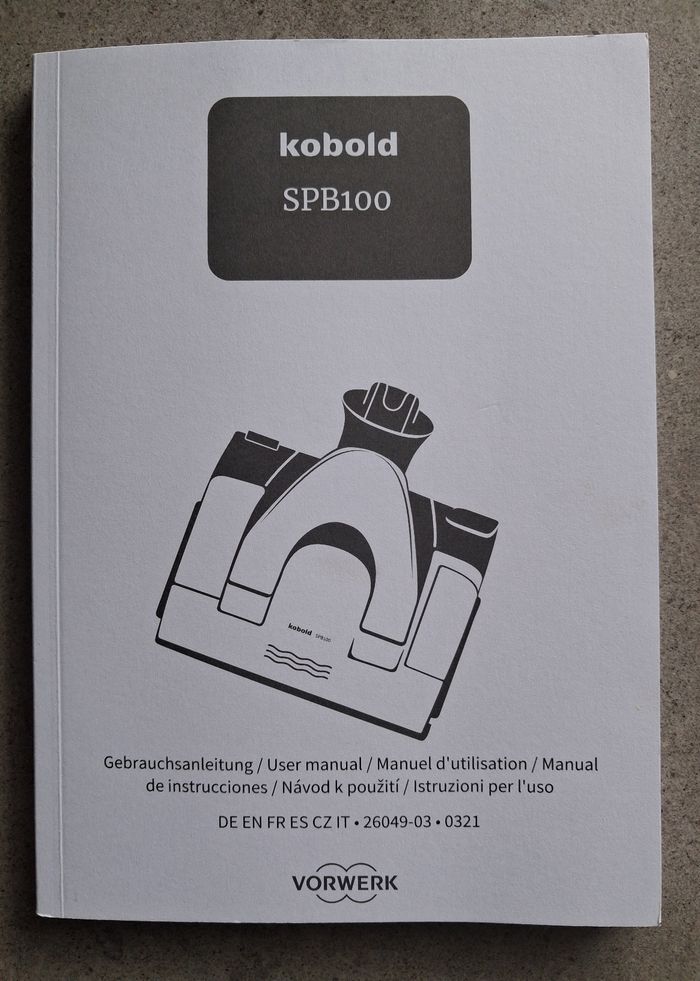 kobold
SPB100
kobold SPB100
Gebrauchsanleitung / User manual / Manuel d'utilisation / Manual
de instrucciones / Návod k použití / Istruzioni per l'uso
DE EN FR ES CZ IT • 26049-03 • 0321
VORWERK